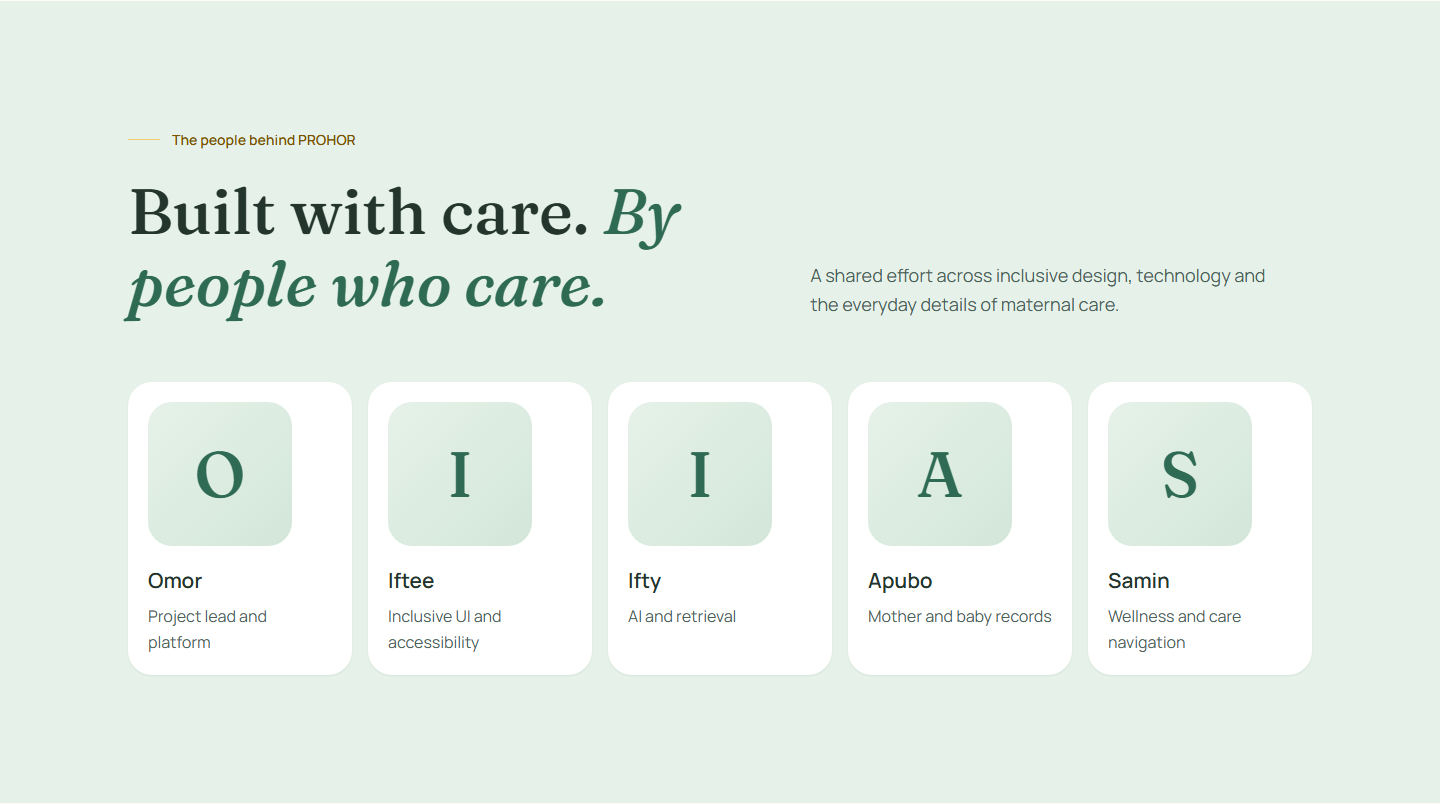 The people behind PROHOR
Built with care. By
people who care.
A shared effort across inclusive design, technology and
the everyday details of maternal care.
O
Omor
Project lead and
platform
I
Iftee
Inclusive UI and
accessibility
I
Ifty
AI and retrieval
A
Apubo
Mother and baby records
S
Samin
Wellness and care
navigation